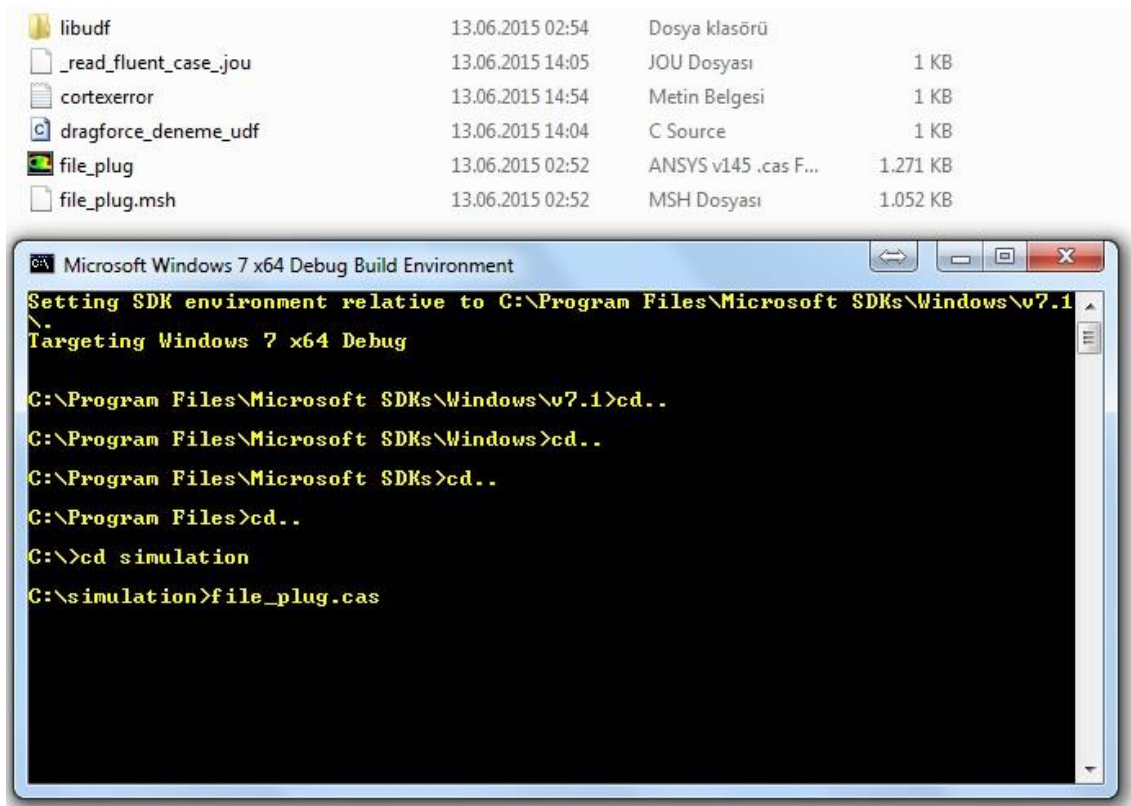 libudf 13.06.2015 02:54 Dosya klasörü
_read_fluent_case_.jou 13.06.2015 14:05 JOU Dosyası 1 KB
cortexerror 13.06.2015 14:54 Metin Belgesi 1 KB
dragforce_deneme_udf 13.06.2015 14:04 C Source 1 KB
file_plug 13.06.2015 02:52 ANSYS v145 .cas F... 1.271 KB
file_plug.msh 13.06.2015 02:52 MSH Dosyası 1.052 KB
Microsoft Windows 7 x64 Debug Build Environment
Setting SDK environment relative to C:\Program Files\Microsoft SDKs\Windows\v7.1
\.
Targeting Windows 7 x64 Debug
C:\Program Files\Microsoft SDKs\Windows\v7.1>cd..
C:\Program Files\Microsoft SDKs\Windows>cd..
C:\Program Files\Microsoft SDKs>cd..
C:\Program Files>cd..
C:\>cd simulation
C:\simulation>file_plug.cas